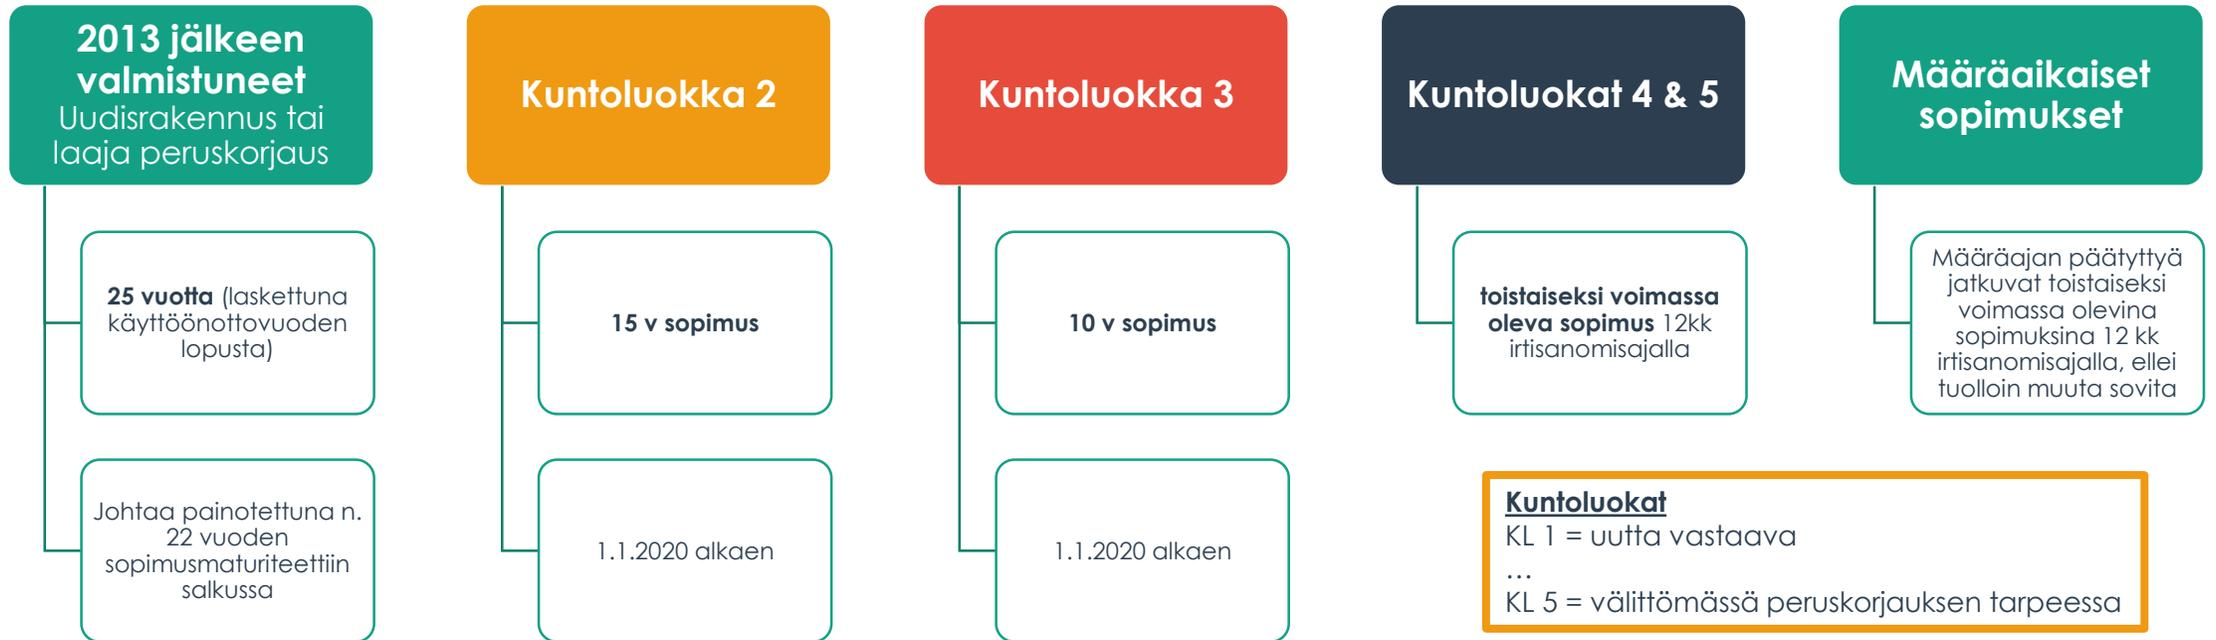 2013 jälkeen
valmistuneet
Uudisrakennus tai
laaja peruskorjaus
25 vuotta (laskettuna
käyttöönottovuoden
lopusta)
Johtaa painotettuna n.
22 vuoden
sopimusmaturiteettiin
salkussa
Kuntoluokka 2
15 v sopimus
1.1.2020 alkaen
Kuntoluokka 3
10 v sopimus
1.1.2020 alkaen
Kuntoluokat 4 & 5
toistaiseksi voimassa
oleva sopimus 12kk
irtisanomisajalla
Määräaikaiset
sopimukset
Määräajan päätyttyä
jatkuvat toistaiseksi
voimassa olevina
sopimuksina 12 kk
irtisanomisajalla, ellei
tuolloin muuta sovita
Kuntoluokat
KL 1 = uutta vastaava
...
KL 5 = välittömässä peruskorjauksen tarpeessa